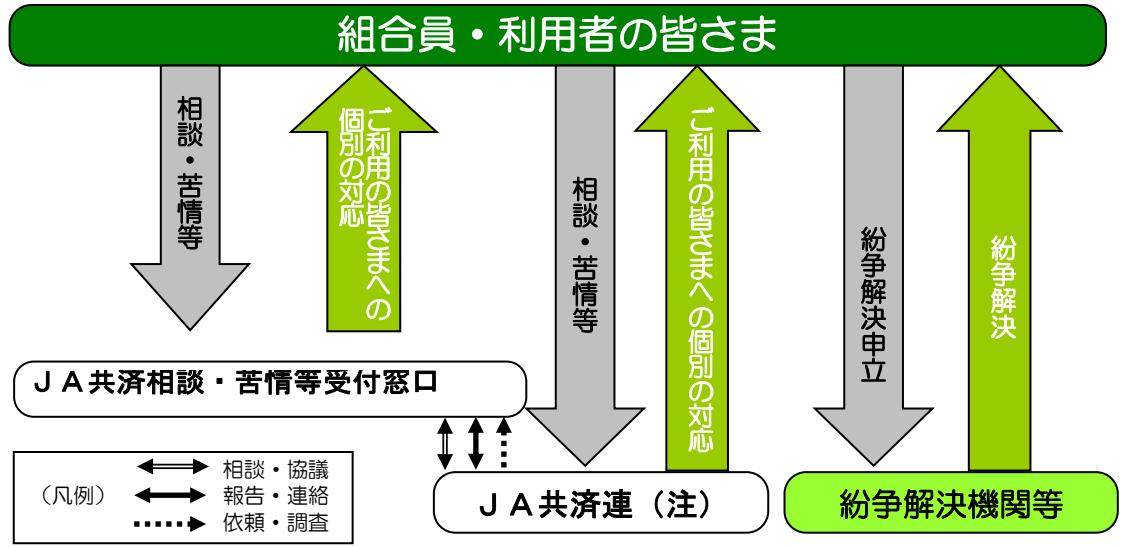 組合員・利用者の皆さま
相談・苦情等
ご利用の皆さまへの
個別の対応
相談・苦情等
ご利用の皆さまへの個別の対応
紛争解決申立
紛争解決
ＪＡ共済相談・苦情等受付窓口
ＪＡ共済連（注）
紛争解決機関等
（凡例）
相談・協議
報告・連絡
依頼・調査